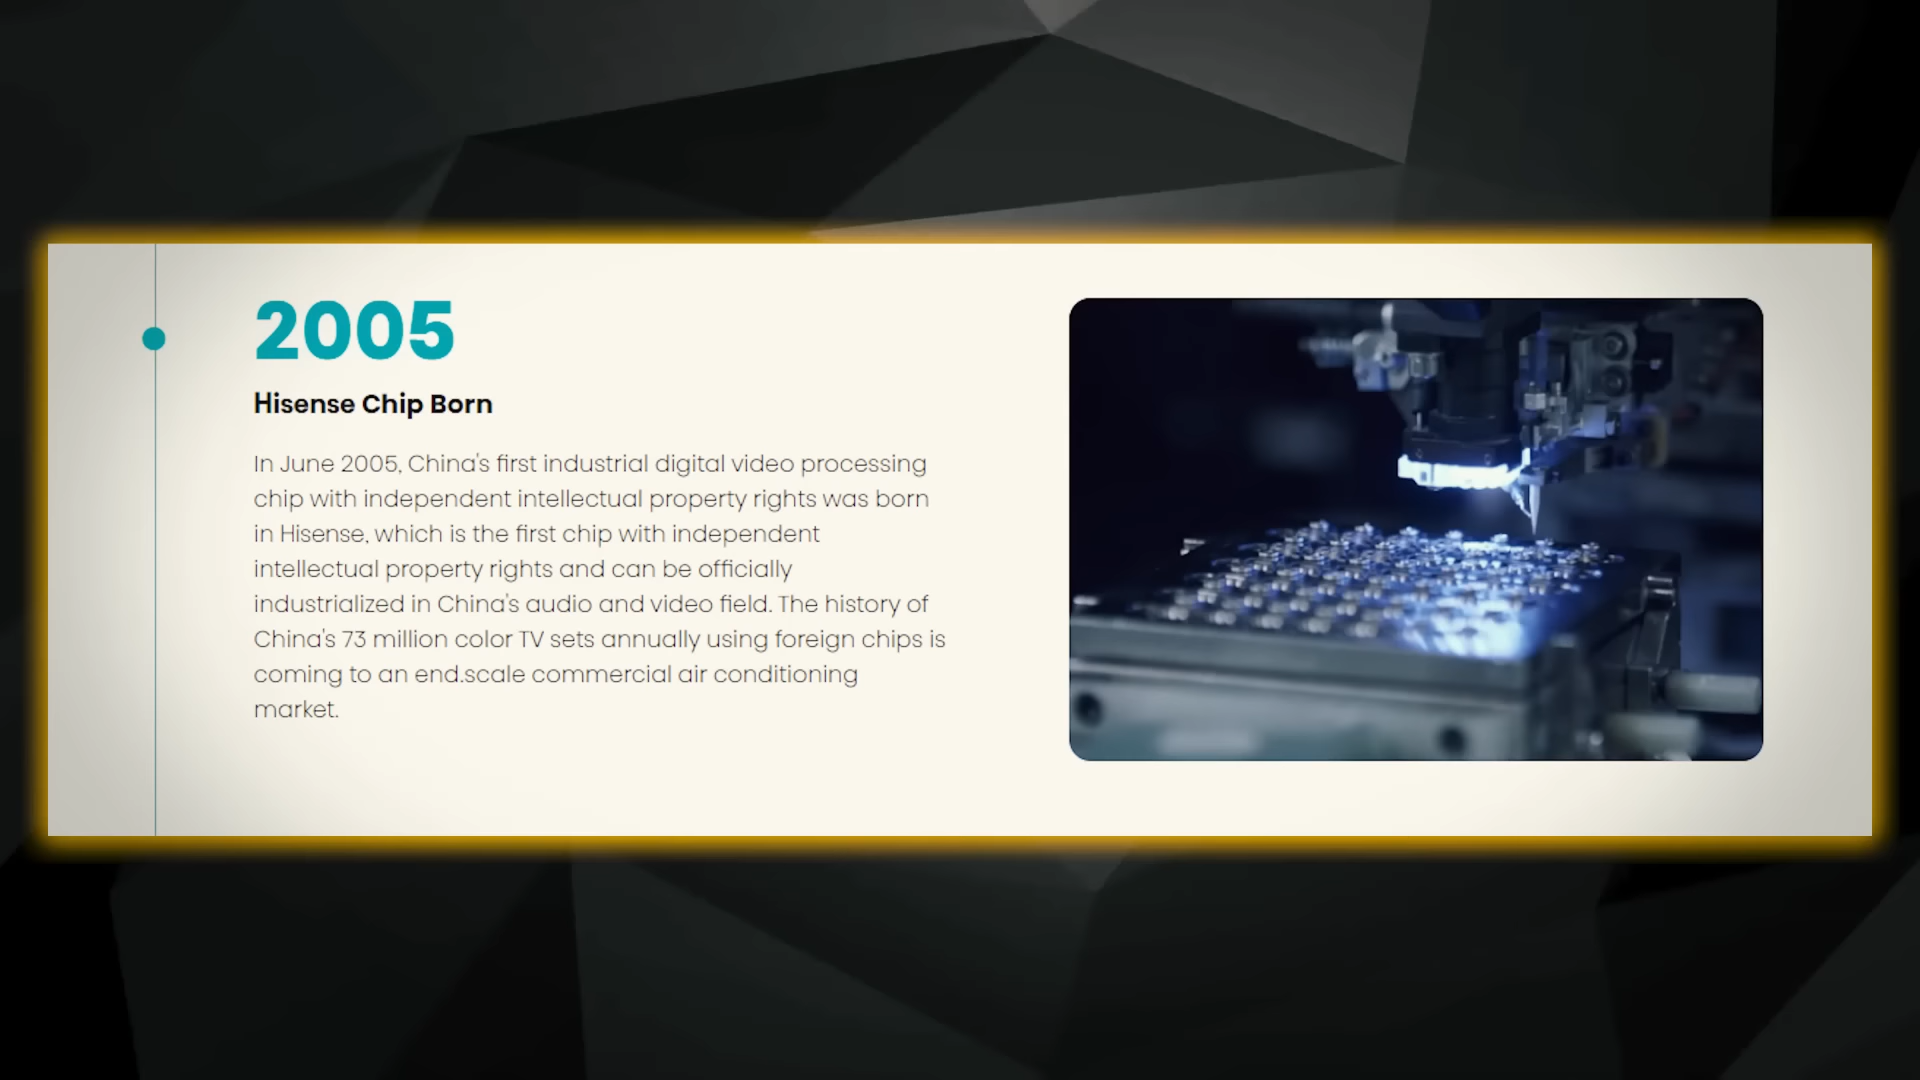 2005
Hisense Chip Born
In June 2005, China's first industrial digital video processing
chip with independent intellectual property rights was born
in Hisense, which is the first chip with independent
intellectual property rights and can be officially
industrialized in China's audio and video field. The history of
China's 73 million color TV sets annually using foreign chips is
coming to an end.scale commercial air conditioning
market.